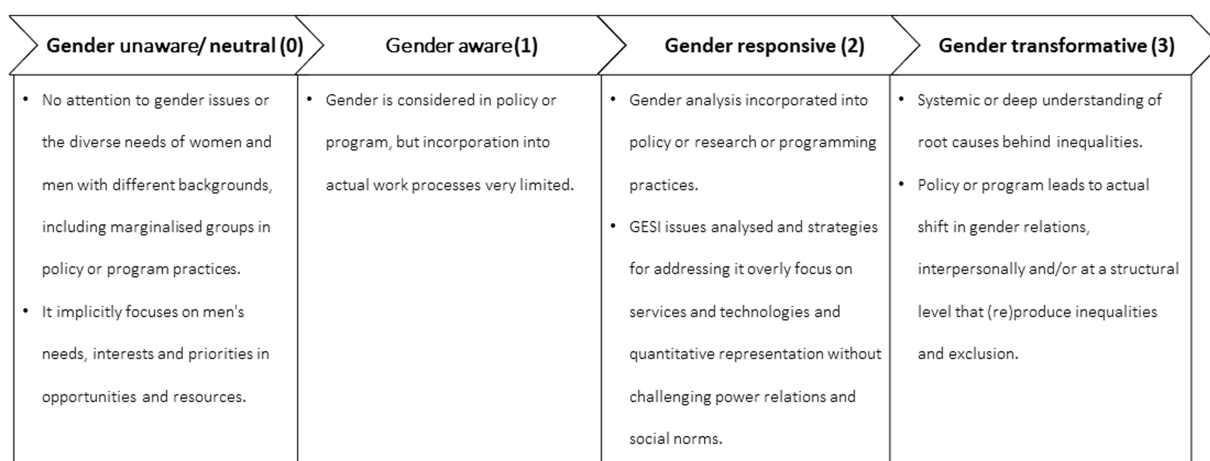 Gender unaware/ neutral (0)
Gender aware (1)
Gender responsive (2)
Gender transformative (3)
• No attention to gender issues or
the diverse needs of women and
men with different backgrounds,
including marginalised groups in
policy or program practices.
• It implicitly focuses on men's
needs, interests and priorities in
opportunities and resources.
• Gender is considered in policy or
program, but incorporation into
actual work processes very limited.
• Gender analysis incorporated into
policy or research or programming
practices.
• GESI issues analysed and strategies
for addressing it overly focus on
services and technologies and
quantitative representation without
challenging power relations and
social norms.
• Systemic or deep understanding of
root causes behind inequalities.
• Policy or program leads to actual
shift in gender relations,
interpersonally and/or at a structural
level that (re)produce inequalities
and exclusion.